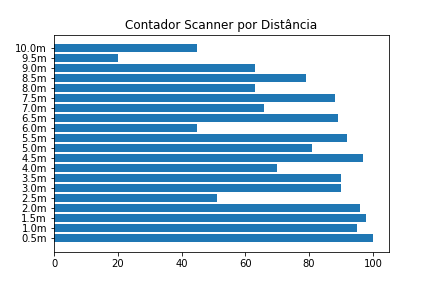 Contador Scanner por Distância
10.0m
9.5m
9.0m
8.5m
8.0m
7.5m
7.0m
6.5m
6.0m
5.5m
5.0m
4.5m
4.0m
3.5m
3.0m
2.5m
2.0m
1.5m
1.0m
0.5m
0 20 40 60 80 100